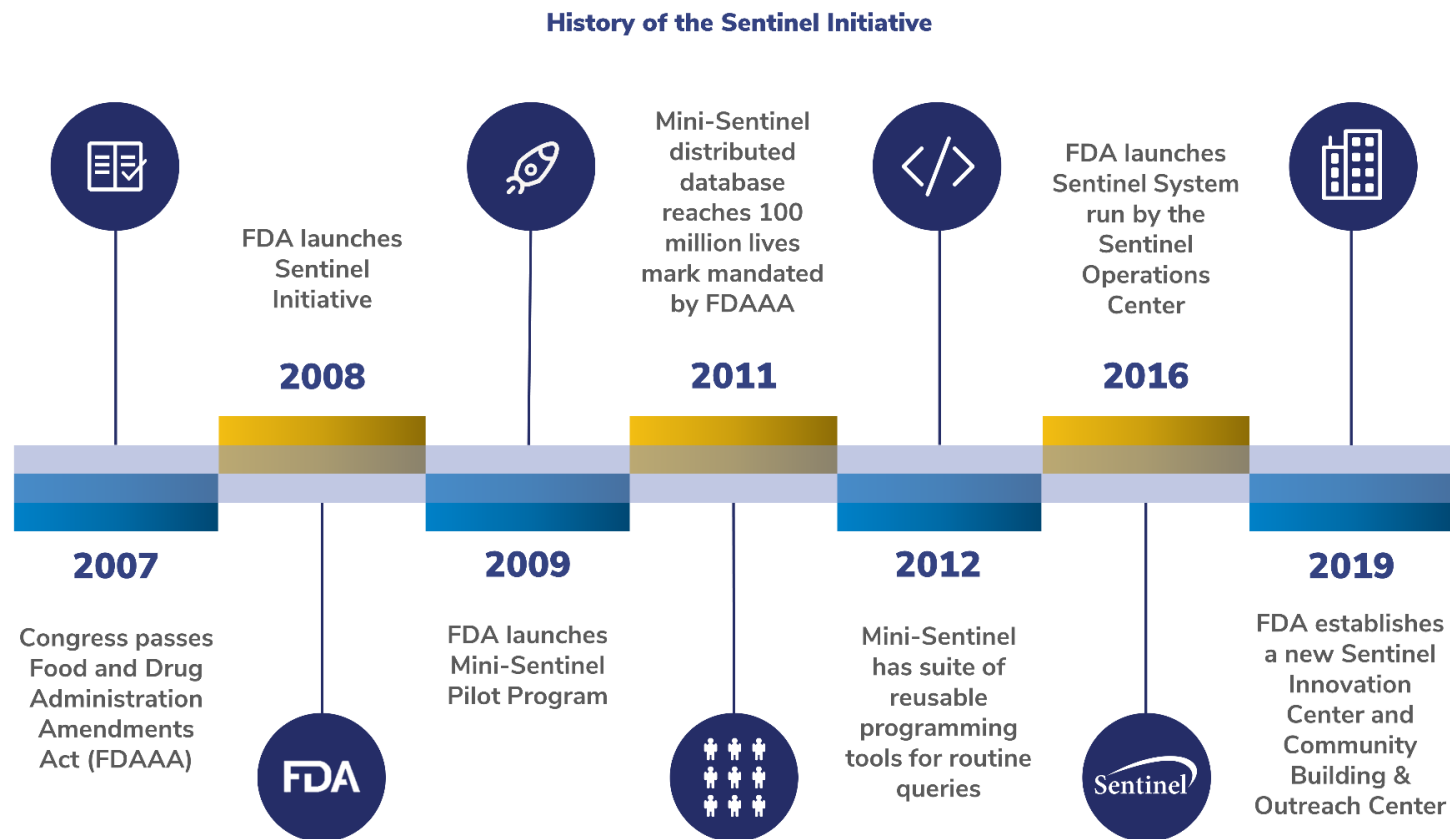 History of the Sentinel Initiative
2007
Congress passes
Food and Drug
Administration
Amendments
Act (FDAAA)
FDA launches
Sentinel
Initiative
2008
FDA
2009
FDA launches
Mini-Sentinel
Pilot Program
Mini-Sentinel
distributed
database
reaches 100
million lives
mark mandated
by FDAAA
2011
2012
Mini-Sentinel
has suite of
reusable
programming
tools for routine
queries
FDA launches
Sentinel System
run by the
Sentinel
Operations
Center
2016
Sentinel
2019
FDA establishes
a new Sentinel
Innovation
Center and
Community
Building &
Outreach Center